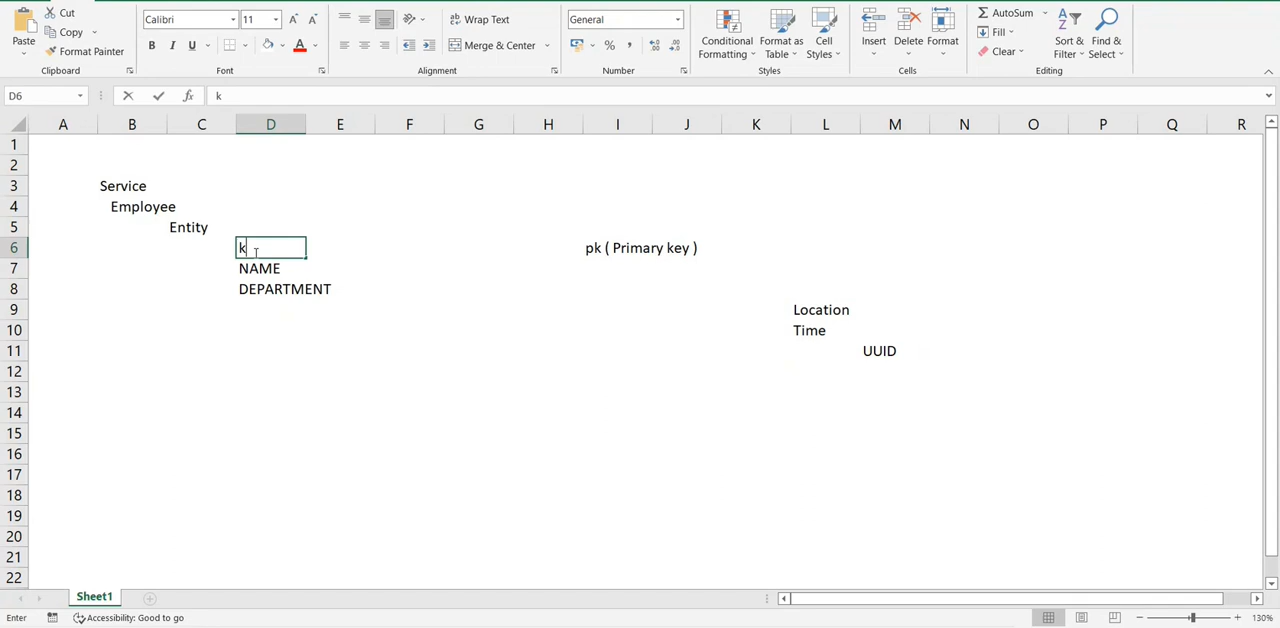 Cut
Calibri 11
Wrap Text
General
AutoSum
Paste
Copy
Fill
Format Painter
B I U
A
Merge & Center
% ,
Conditional Formatting
Format as Table
Cell Styles
Insert
Delete
Format
Clear
Sort & Filter
Find & Select
Clipboard
Font
Alignment
Number
Styles
Cells
Editing
D6
fx
k
A B C D E F G H I J K L M N O P Q R
1
2
3 Service
4 Employee
5 Entity
6 k pk ( Primary key )
7 NAME
8 DEPARTMENT
9 Location
10 Time
11 UUID
12
13
14
15
16
17
18
19
20
21
22
Sheet1
Enter
Accessibility: Good to go
130%